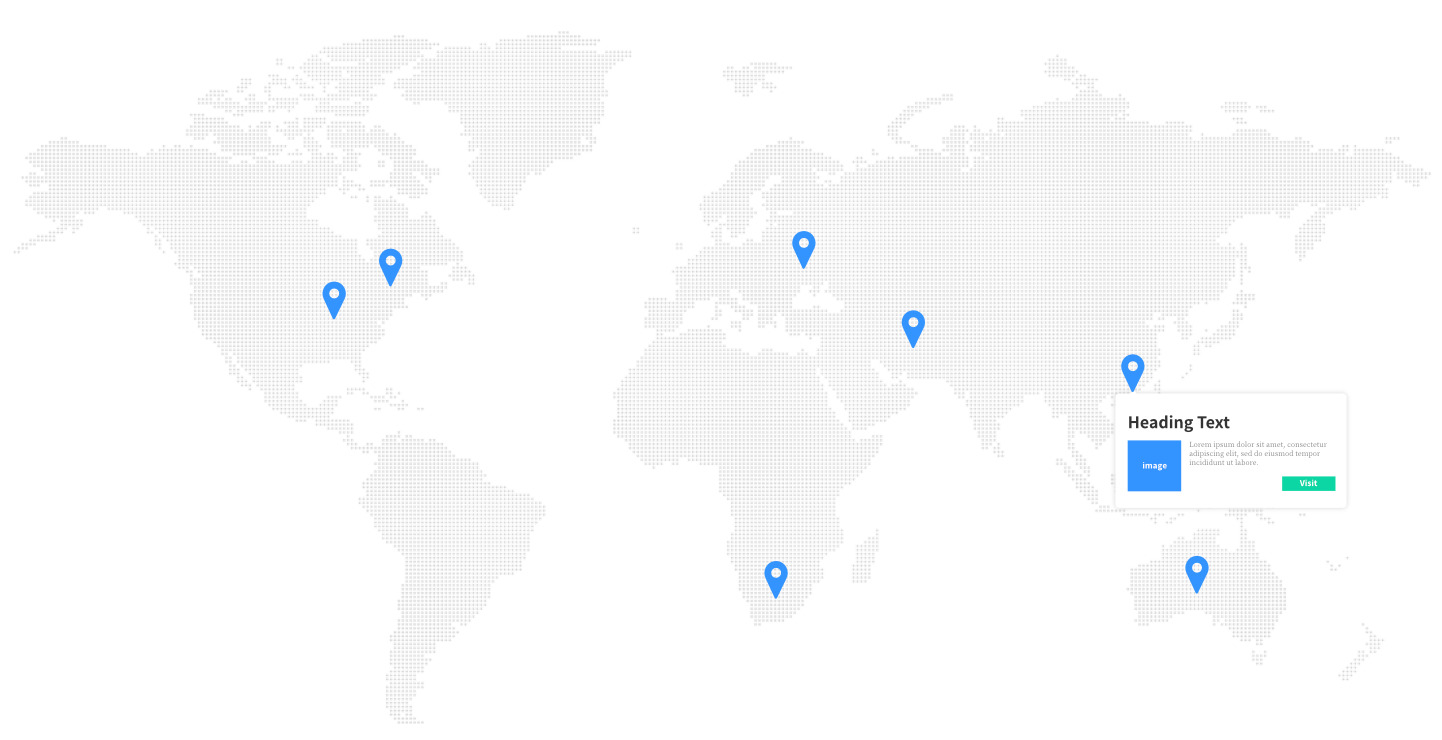 Heading Text
image
Lorem ipsum dolor sit amet, consectetur
adipiscing elit, sed do eiusmod tempor
incididunt ut labore.
Visit